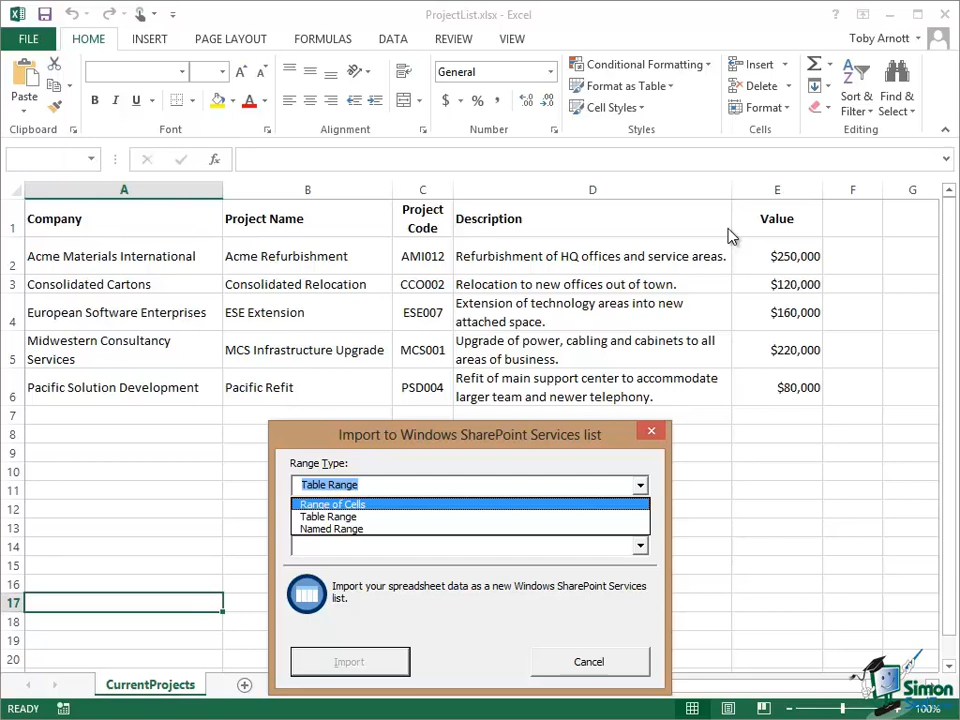 ProjectList.xlsx - Excel
FILE HOME INSERT PAGE LAYOUT FORMULAS DATA REVIEW VIEW Toby Arnott
Paste
B I U A
General
$ % ,
Conditional Formatting
Format as Table
Cell Styles
Insert
Delete
Format
Sort &
Filter
Find &
Select
Clipboard Font Alignment Number Styles Cells Editing
fx
A B C D E F G
1 Company Project Name Project
Code Description Value
2 Acme Materials International Acme Refurbishment AMI012 Refurbishment of HQ offices and service areas. $250,000
3 Consolidated Cartons Consolidated Relocation CCO002 Relocation to new offices out of town. $120,000
4 European Software Enterprises ESE Extension ESE007 Extension of technology areas into new
attached space. $160,000
5 Midwestern Consultancy
Services MCS Infrastructure Upgrade MCS001 Upgrade of power, cabling and cabinets to all
areas of business. $220,000
6 Pacific Solution Development Pacific Refit PSD004 Refit of main support center to accommodate
larger team and newer telephony. $80,000
7
8
9
10
11
12
13
14
15
16
17
18
19
20
Import to Windows SharePoint Services list
Range Type:
Table Range
Range of Cells
Table Range
Named Range
Import your spreadsheet data as a new Windows SharePoint Services
list.
Import Cancel
CurrentProjects
Simon
READY 100%